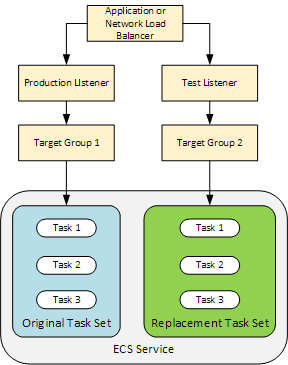 Application or
Network Load
Balancer
Production Listener
Test Listener
Target Group 1
Target Group 2
Task 1
Task 2
Task 3
Original Task Set
Task 1
Task 2
Task 3
Replacement Task Set
ECS Service